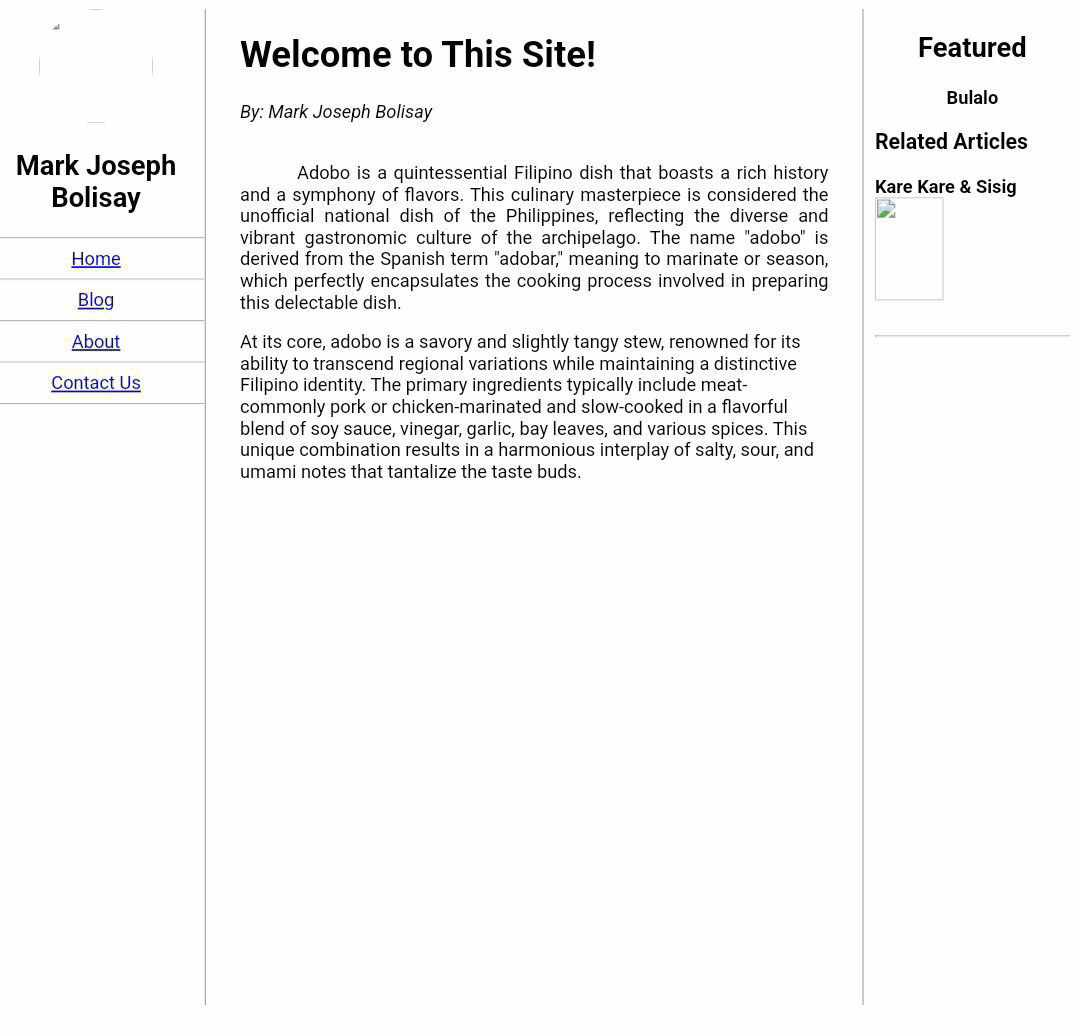 Mark Joseph
Bolisay
Home
Blog
About
Contact Us
Welcome to This Site!
By: Mark Joseph Bolisay
Adobo is a quintessential Filipino dish that boasts a rich history
and a symphony of flavors. This culinary masterpiece is considered the
unofficial national dish of the Philippines, reflecting the diverse and
vibrant gastronomic culture of the archipelago. The name "adobo" is
derived from the Spanish term "adobar," meaning to marinate or season,
which perfectly encapsulates the cooking process involved in preparing
this delectable dish.
At its core, adobo is a savory and slightly tangy stew, renowned for its
ability to transcend regional variations while maintaining a distinctive
Filipino identity. The primary ingredients typically include meat-
commonly pork or chicken-marinated and slow-cooked in a flavorful
blend of soy sauce, vinegar, garlic, bay leaves, and various spices. This
unique combination results in a harmonious interplay of salty, sour, and
umami notes that tantalize the taste buds.
Featured
Bulalo
Related Articles
Kare Kare & Sisig